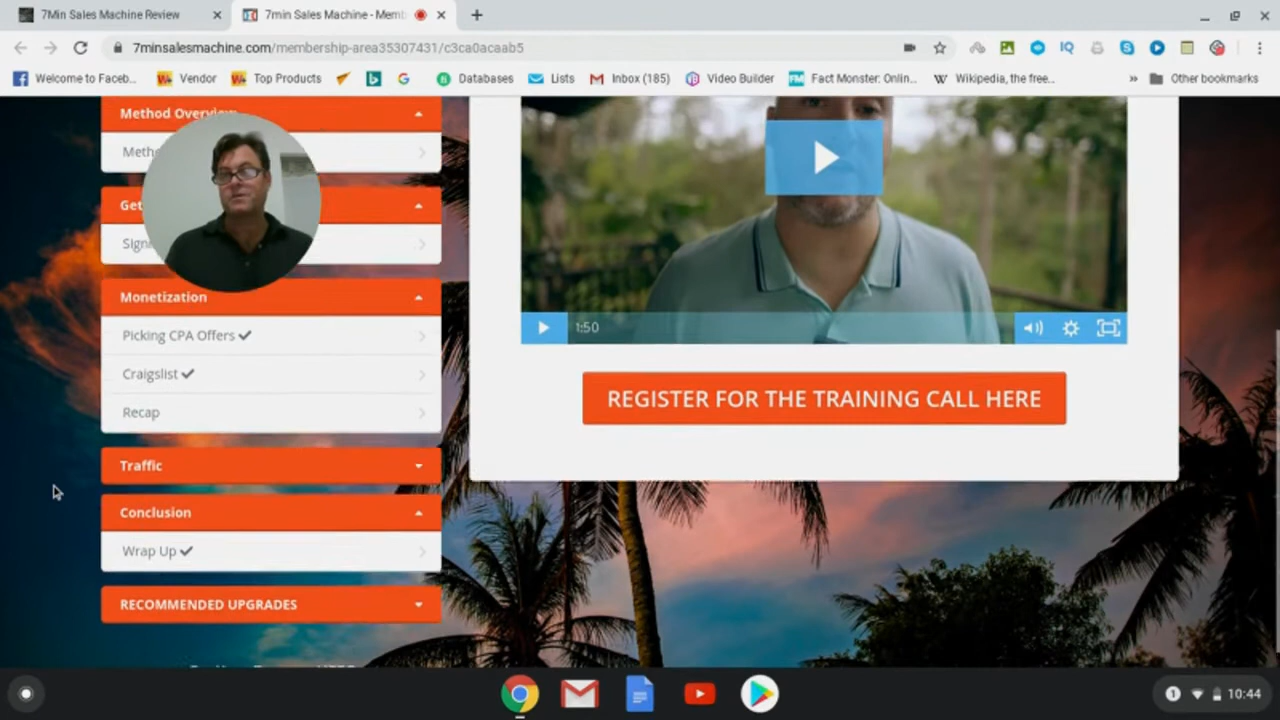 7Min Sales Machine Review
7min Sales Machine - Memb
7minsalesmachine.com/membership-area35307431/c3ca0acaab5
Welcome to Faceb...
Vendor
Top Products
Databases
Lists
Inbox (185)
Video Builder
Fact Monster: Onlin...
Wikipedia, the free...
Other bookmarks
Method Overview
Metho
Get
Sign
Monetization
Picking CPA Offers
Craigslist
Recap
Traffic
Conclusion
Wrap Up
RECOMMENDED UPGRADES
1:50
REGISTER FOR THE TRAINING CALL HERE
1
10:44